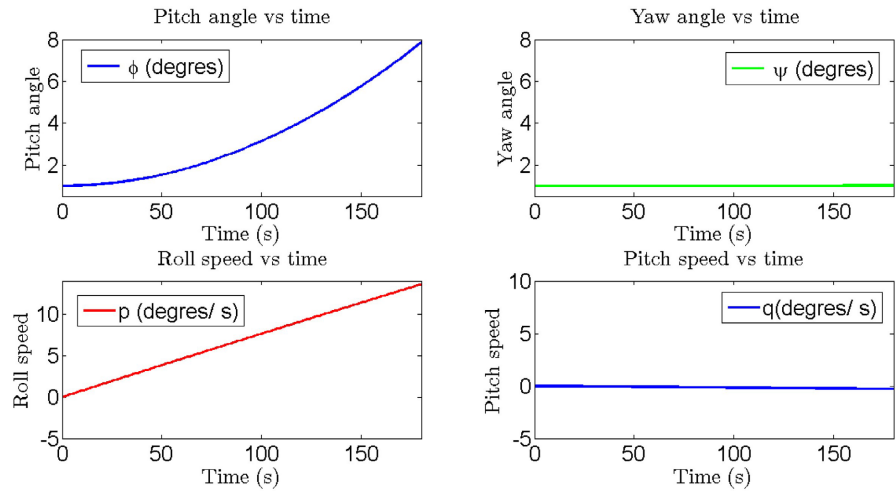 Pitch angle vs time
8
6
4
2
Pitch angle
ϕ (degres)
0 50 100 150
Time (s)
Yaw angle vs time
8
6
4
2
Yaw angle
ψ (degres)
0 50 100 150
Time (s)
Roll speed vs time
10
5
0
-5
Roll speed
p (degres/ s)
0 50 100 150
Time (s)
Pitch speed vs time
10
5
0
-5
Pitch speed
q(degres/ s)
0 50 100 150
Time (s)